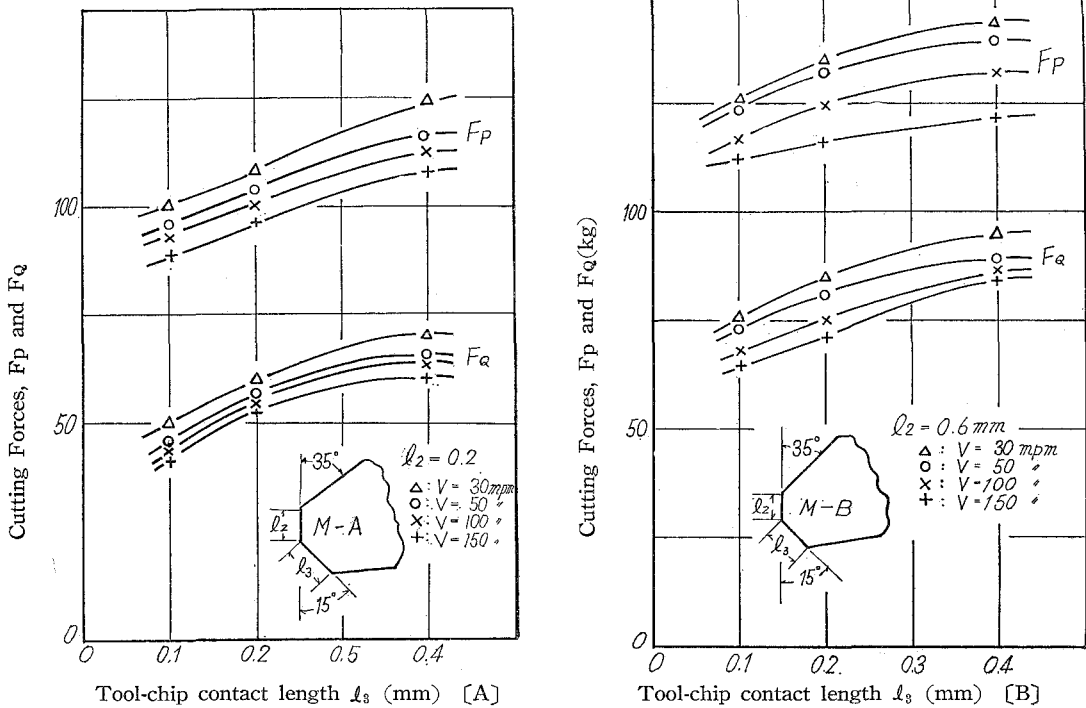 Cutting Forces, Fp and FQ
100
50
0
0 0.1 0.2 0.5 0.4
Fp
FQ
35°
l2
M-A
l3
15°
l2 = 0.2
△ : V = 30 mpm
○ : V = 50 〃
× : V = 100 〃
+ : V = 150 〃
Tool-chip contact length l3 (mm) [A]
Cutting Forces, Fp and FQ(kg)
100
50
0
0 0.1 0.2 0.3 0.4
Fp
FQ
35°
l2
M-B
l3
15°
l2 = 0.6 mm
△ : V = 30 mpm
○ : V = 50 〃
× : V = 100 〃
+ : V = 150 〃
Tool-chip contact length l3 (mm) [B]